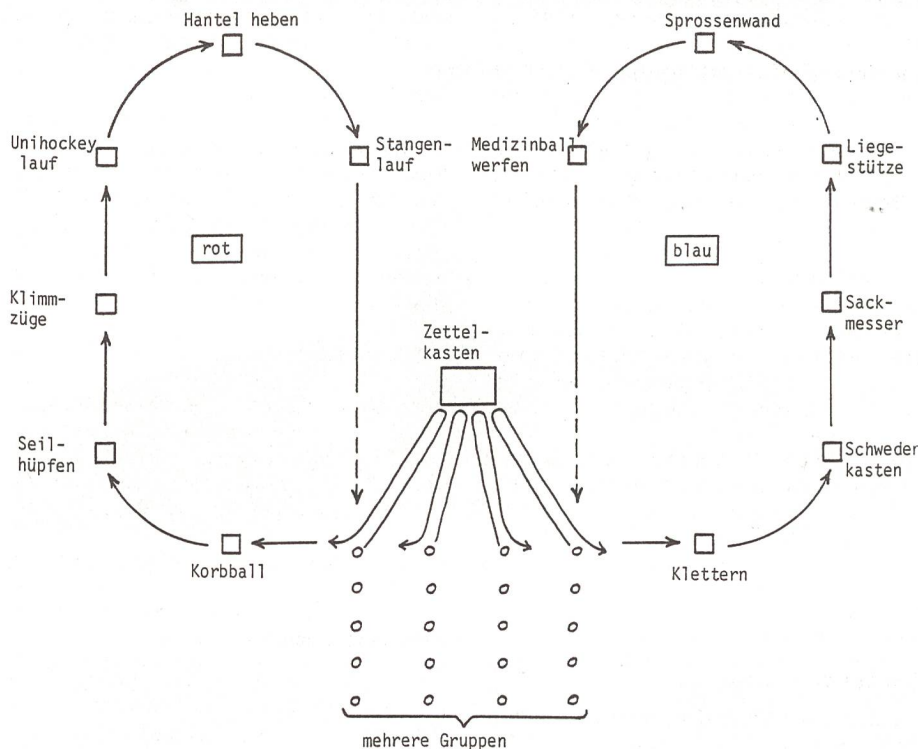 Hantel heben
Sprossenwand
Unihockey
lauf
Stangen-
lauf
Medizinball
werfen
Liege-
stütze
rot
blau
Klimm-
züge
Sack-
messer
Zettel-
kasten
Seil-
hüpfen
Schweden
kasten
Korbball
Klettern
mehrere Gruppen